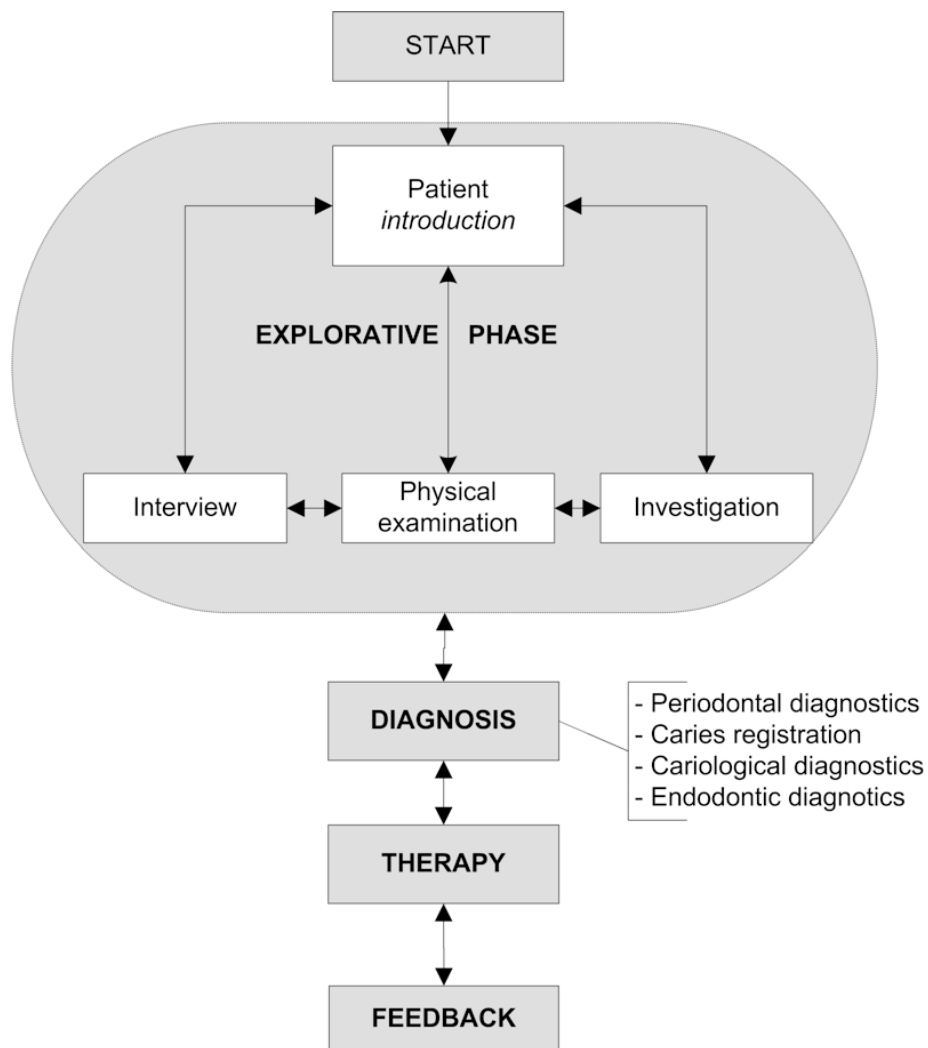 START
Patient
introduction
EXPLORATIVE PHASE
Interview
Physical
examination
Investigation
DIAGNOSIS
- Periodontal diagnostics
- Caries registration
- Cariological diagnostics
- Endodontic diagnotics
THERAPY
FEEDBACK